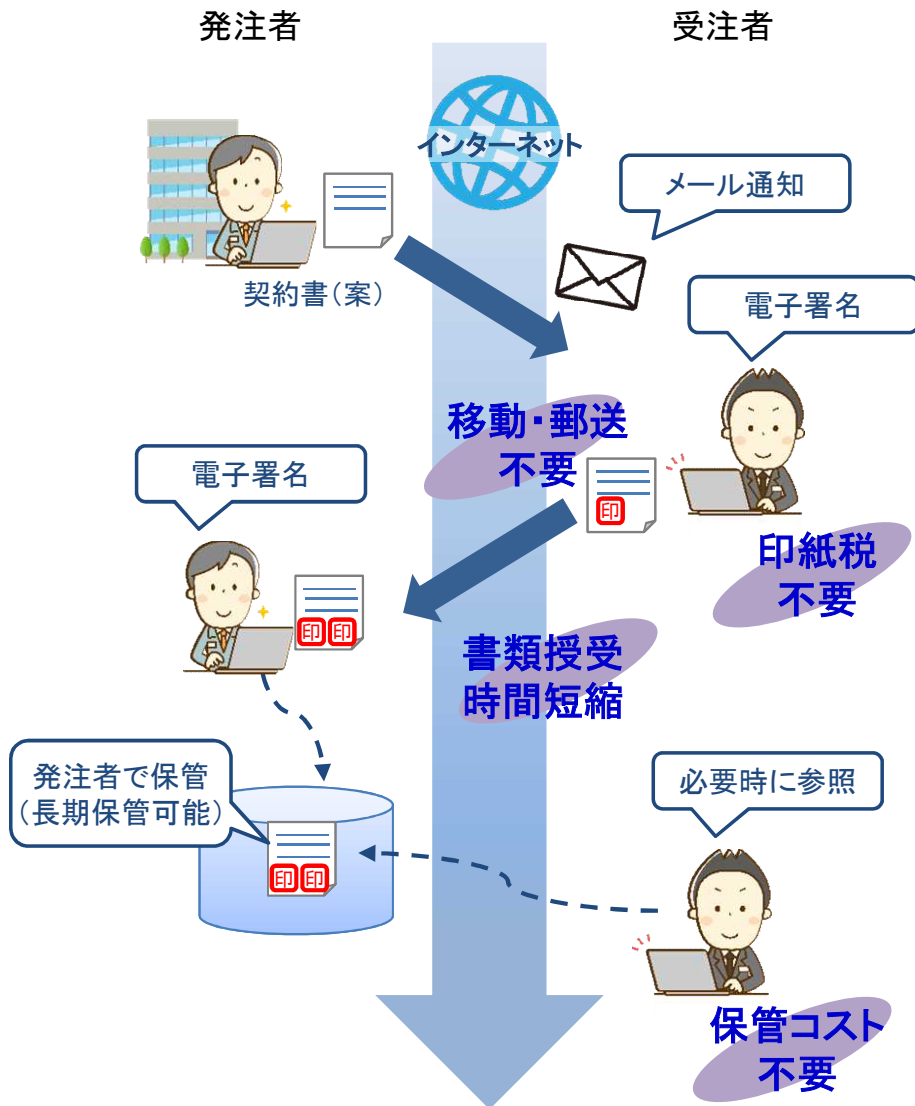 発注者
受注者
インターネット
メール通知
契約書(案)
電子署名
移動・郵送
不要
電子署名
印
印紙税
不要
印 印
書類授受
時間短縮
発注者で保管
(長期保管可能)
必要時に参照
印 印
保管コスト
不要